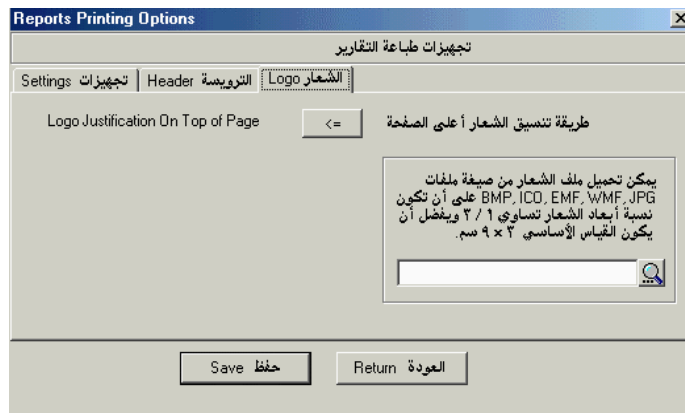 Reports Printing Options
تجهيزات طباعة التقارير
Settings تجهيزات
Header الترويسة
Logo الشعار
Logo Justification On Top of Page
<=
طريقة تنسيق الشعار أعلى الصفحة
يمكن تحميل ملف الشعار من صيغة ملفات
BMP, ICO, EMF, WMF, JPG على أن تكون
نسبة أبعاد الشعار تساوي ١ / ٣ ويفضل أن
يكون القياس الأساسي ٣ × ٩ سم.
Save حفظ
Return العودة